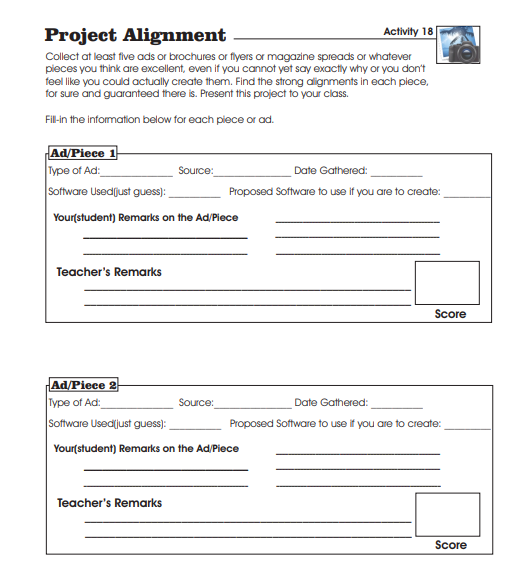 Project Alignment
Activity 18
Collect at least five ads or brochures or flyers or magazine spreads or whatever
pieces you think are excellent, even if you cannot yet say exactly why or you don't
feel like you could actually create them. Find the strong alignments in each piece,
for sure and guaranteed there is. Present this project to your class.
Fill-in the information below for each piece or ad.
Ad/Piece 1
Type of Ad:____________ Source:____________ Date Gathered: _________
Software Used(just guess): _________ Proposed Software to use if you are to create: ________
Your(student) Remarks on the Ad/Piece
Teacher's Remarks
Score
Ad/Piece 2
Type of Ad:____________ Source:____________ Date Gathered: _________
Software Used(just guess): _________ Proposed Software to use if you are to create: ________
Your(student) Remarks on the Ad/Piece
Teacher's Remarks
Score